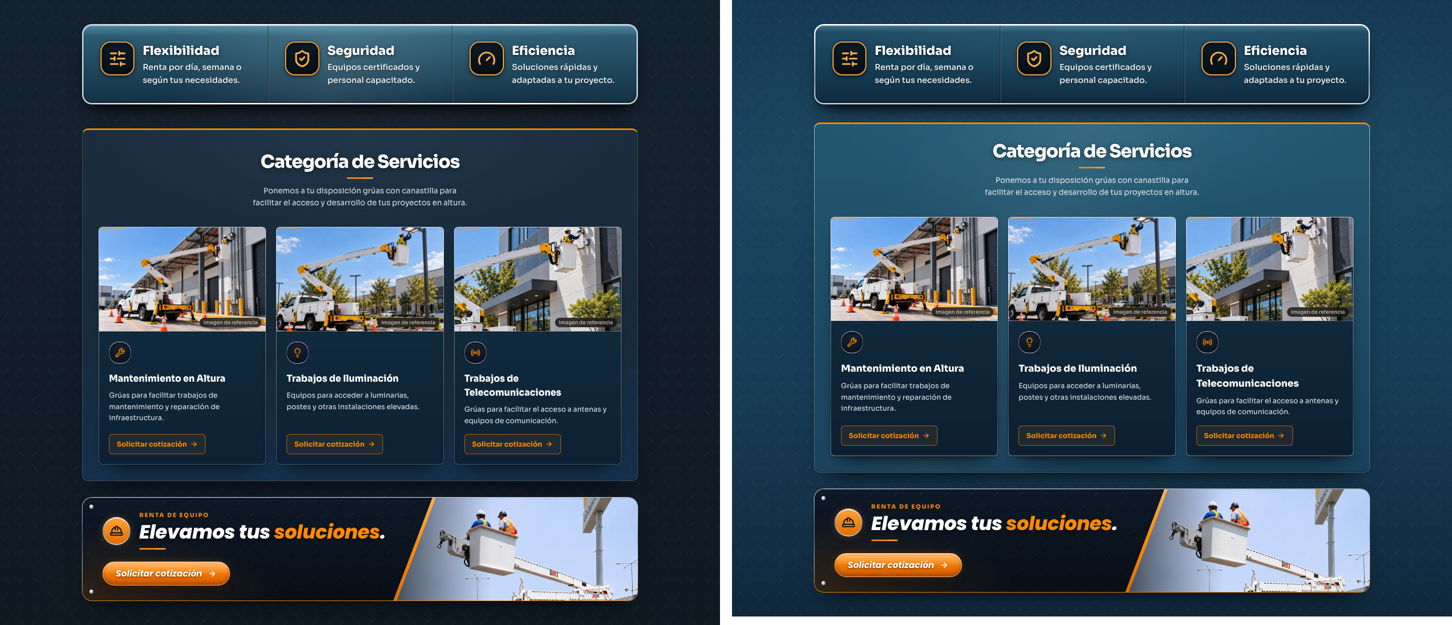 Flexibilidad
Renta por día, semana o
según tus necesidades.
Seguridad
Equipos certificados y
personal capacitado.
Eficiencia
Soluciones rápidas y
adaptadas a tu proyecto.
Categoría de Servicios
Ponemos a tu disposición grúas con canastilla para
facilitar el acceso y desarrollo de tus proyectos en altura.
Imagen de referencia
Imagen de referencia
Imagen de referencia
Mantenimiento en Altura
Grúas para facilitar trabajos de
mantenimiento y reparación de
infraestructura.
Solicitar cotización →
Trabajos de Iluminación
Equipos para acceder a luminarias,
postes y otras instalaciones elevadas.
Solicitar cotización →
Trabajos de
Telecomunicaciones
Grúas para facilitar el acceso a antenas y
equipos de comunicación.
Solicitar cotización →
RENTA DE EQUIPO
Elevamos tus soluciones.
Solicitar cotización →
Flexibilidad
Renta por día, semana o
según tus necesidades.
Seguridad
Equipos certificados y
personal capacitado.
Eficiencia
Soluciones rápidas y
adaptadas a tu proyecto.
Categoría de Servicios
Ponemos a tu disposición grúas con canastilla para
facilitar el acceso y desarrollo de tus proyectos en altura.
Imagen de referencia
Imagen de referencia
Imagen de referencia
Mantenimiento en Altura
Grúas para facilitar trabajos de
mantenimiento y reparación de
infraestructura.
Solicitar cotización →
Trabajos de Iluminación
Equipos para acceder a luminarias,
postes y otras instalaciones elevadas.
Solicitar cotización →
Trabajos de
Telecomunicaciones
Grúas para facilitar el acceso a antenas y
equipos de comunicación.
Solicitar cotización →
RENTA DE EQUIPO
Elevamos tus soluciones.
Solicitar cotización →